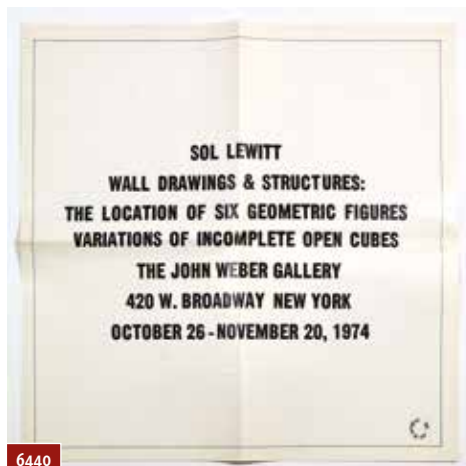 SOL LEWITT
WALL DRAWINGS & STRUCTURES:
THE LOCATION OF SIX GEOMETRIC FIGURES
VARIATIONS OF INCOMPLETE OPEN CUBES
THE JOHN WEBER GALLERY
420 W. BROADWAY NEW YORK
OCTOBER 26-NOVEMBER 20, 1974
6440